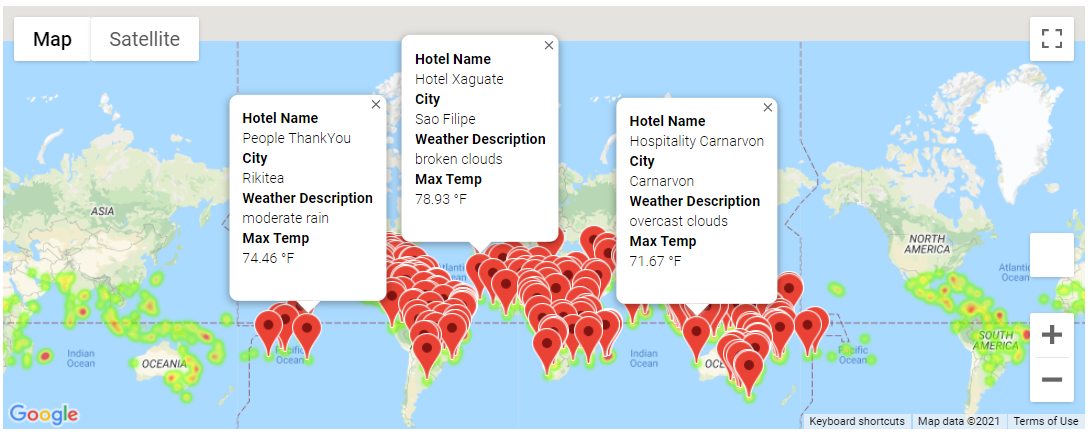 Map
Satellite
Hotel Name
People ThankYou
City
Rikitea
Weather Description
moderate rain
Max Temp
74.46 °F
Hotel Name
Hotel Xaguate
City
Sao Filipe
Weather Description
broken clouds
Max Temp
78.93 °F
Hotel Name
Hospitality Carnarvon
City
Carnarvon
Weather Description
overcast clouds
Max Temp
71.67 °F
ASIA
NORTH
AMERICA
Atlantic
Ocean
Indian
Ocean
OCEANIA
Pacific
Ocean
Indian
Ocean
Pacific
Ocean
SOUTH
AMERICA
Google
Keyboard shortcuts
Map data ©2021
Terms of Use